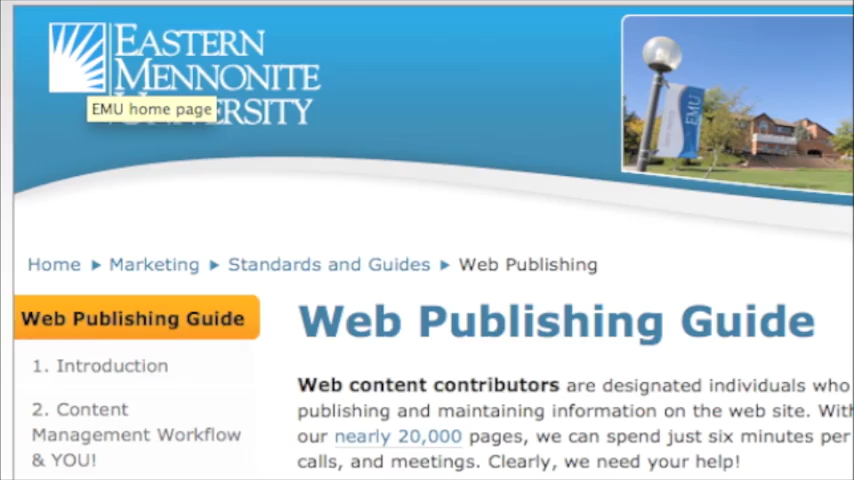 EASTERN
MENNONITE
UNIVERSITY
EMU home page
EMU
Home ▶ Marketing ▶ Standards and Guides ▶ Web Publishing
Web Publishing Guide
1. Introduction
2. Content
Management Workflow
& YOU!
Web Publishing Guide
Web content contributors are designated individuals who
publishing and maintaining information on the web site. With
our nearly 20,000 pages, we can spend just six minutes per
calls, and meetings. Clearly, we need your help!